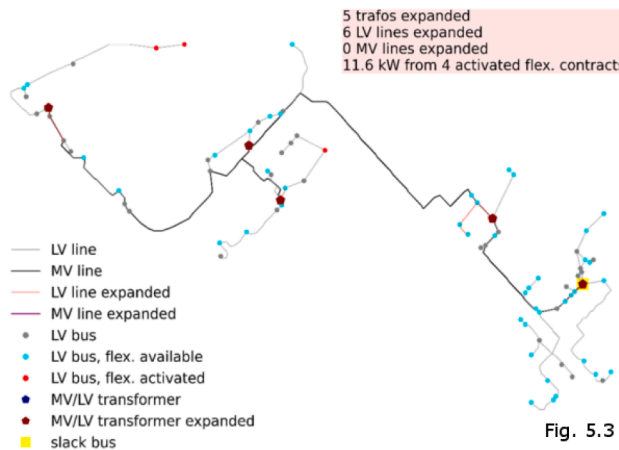 5 trafos expanded
6 LV lines expanded
0 MV lines expanded
11.6 kW from 4 activated flex. contracts
LV line
MV line
LV line expanded
MV line expanded
LV bus
LV bus, flex. available
LV bus, flex. activated
MV/LV transformer
MV/LV transformer expanded
slack bus
Fig. 5.3